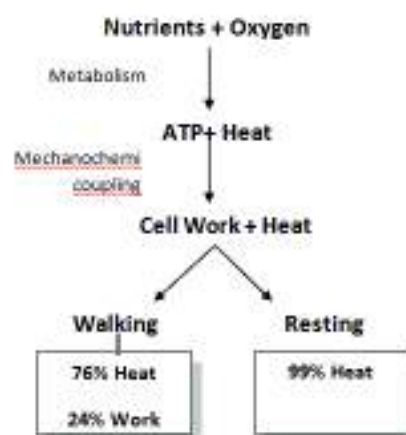 Nutrients + Oxygen
Metabolism
ATP+ Heat
Mechanochemi
coupling
Cell Work + Heat
Walking
Resting
76% Heat
99% Heat
24% Work